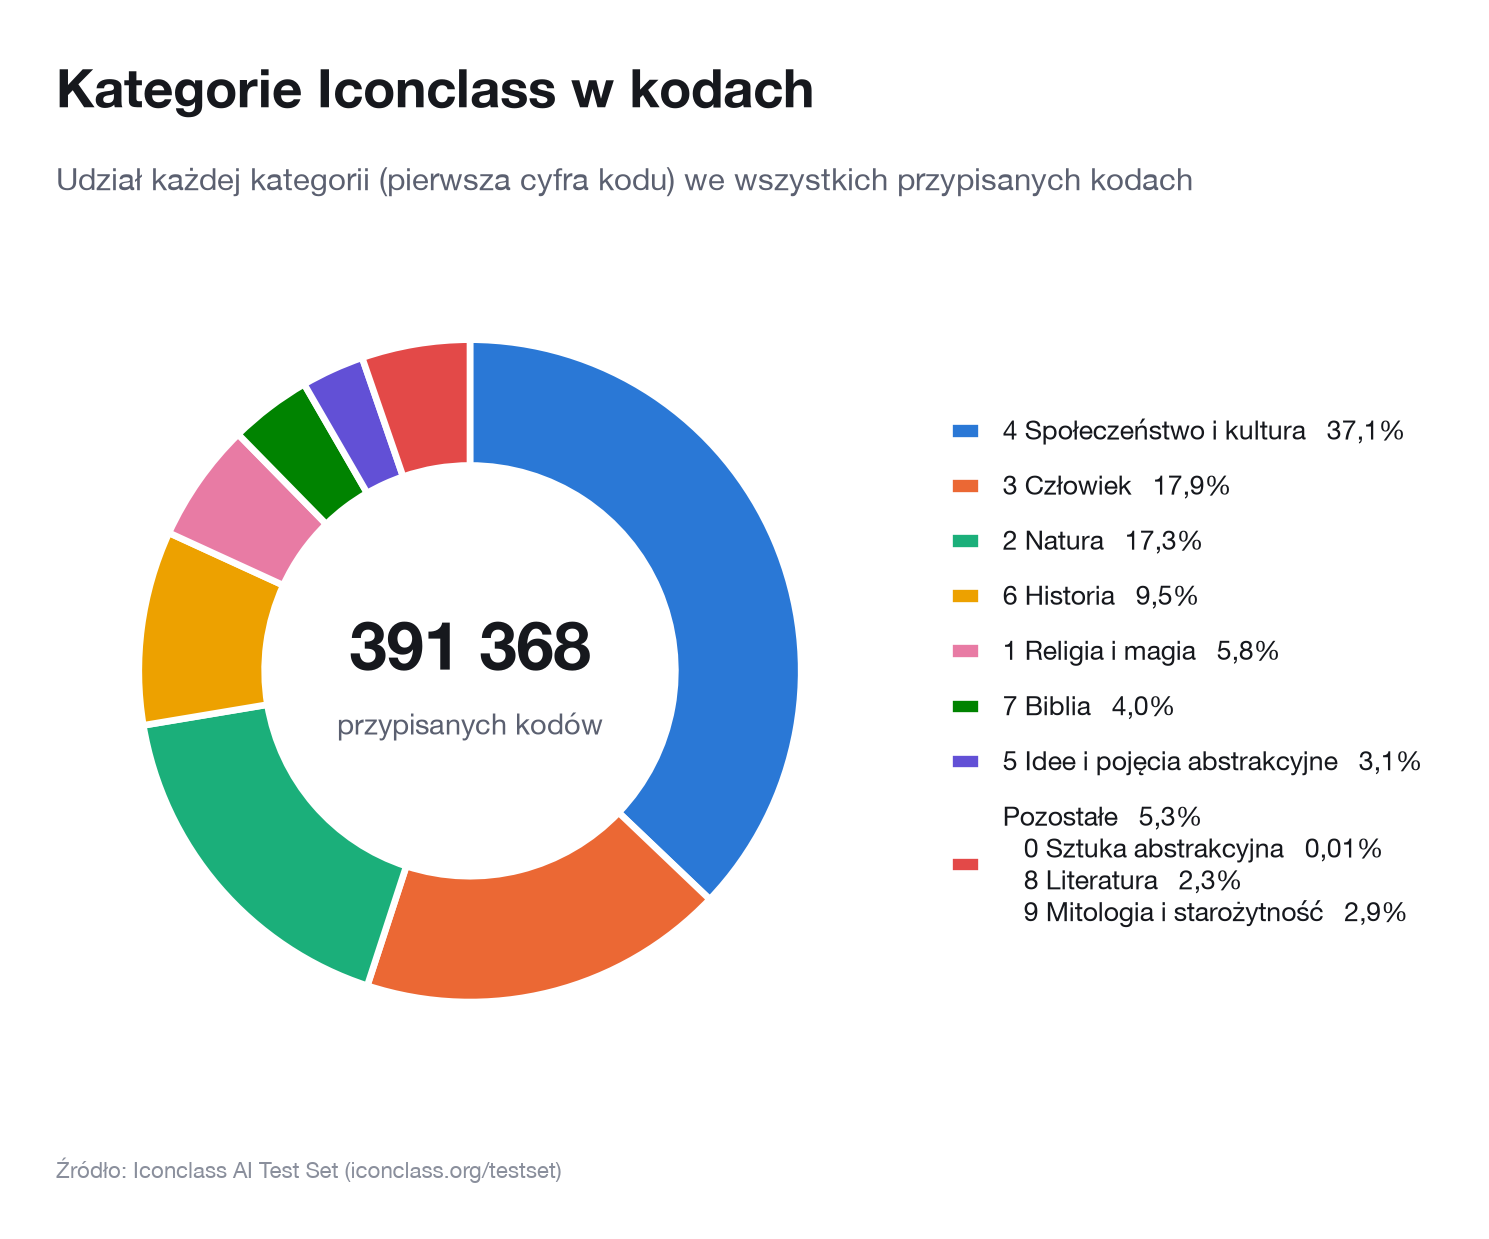 Kategorie Iconclass w kodach
Udział każdej kategorii (pierwsza cyfra kodu) we wszystkich przypisanych kodach
391 368
przypisanych kodów
4 Społeczeństwo i kultura 37,1%
3 Człowiek 17,9%
2 Natura 17,3%
6 Historia 9,5%
1 Religia i magia 5,8%
7 Biblia 4,0%
5 Idee i pojęcia abstrakcyjne 3,1%
Pozostałe 5,3%
0 Sztuka abstrakcyjna 0,01%
8 Literatura 2,3%
9 Mitologia i starożytność 2,9%
Źródło: Iconclass AI Test Set (iconclass.org/testset)